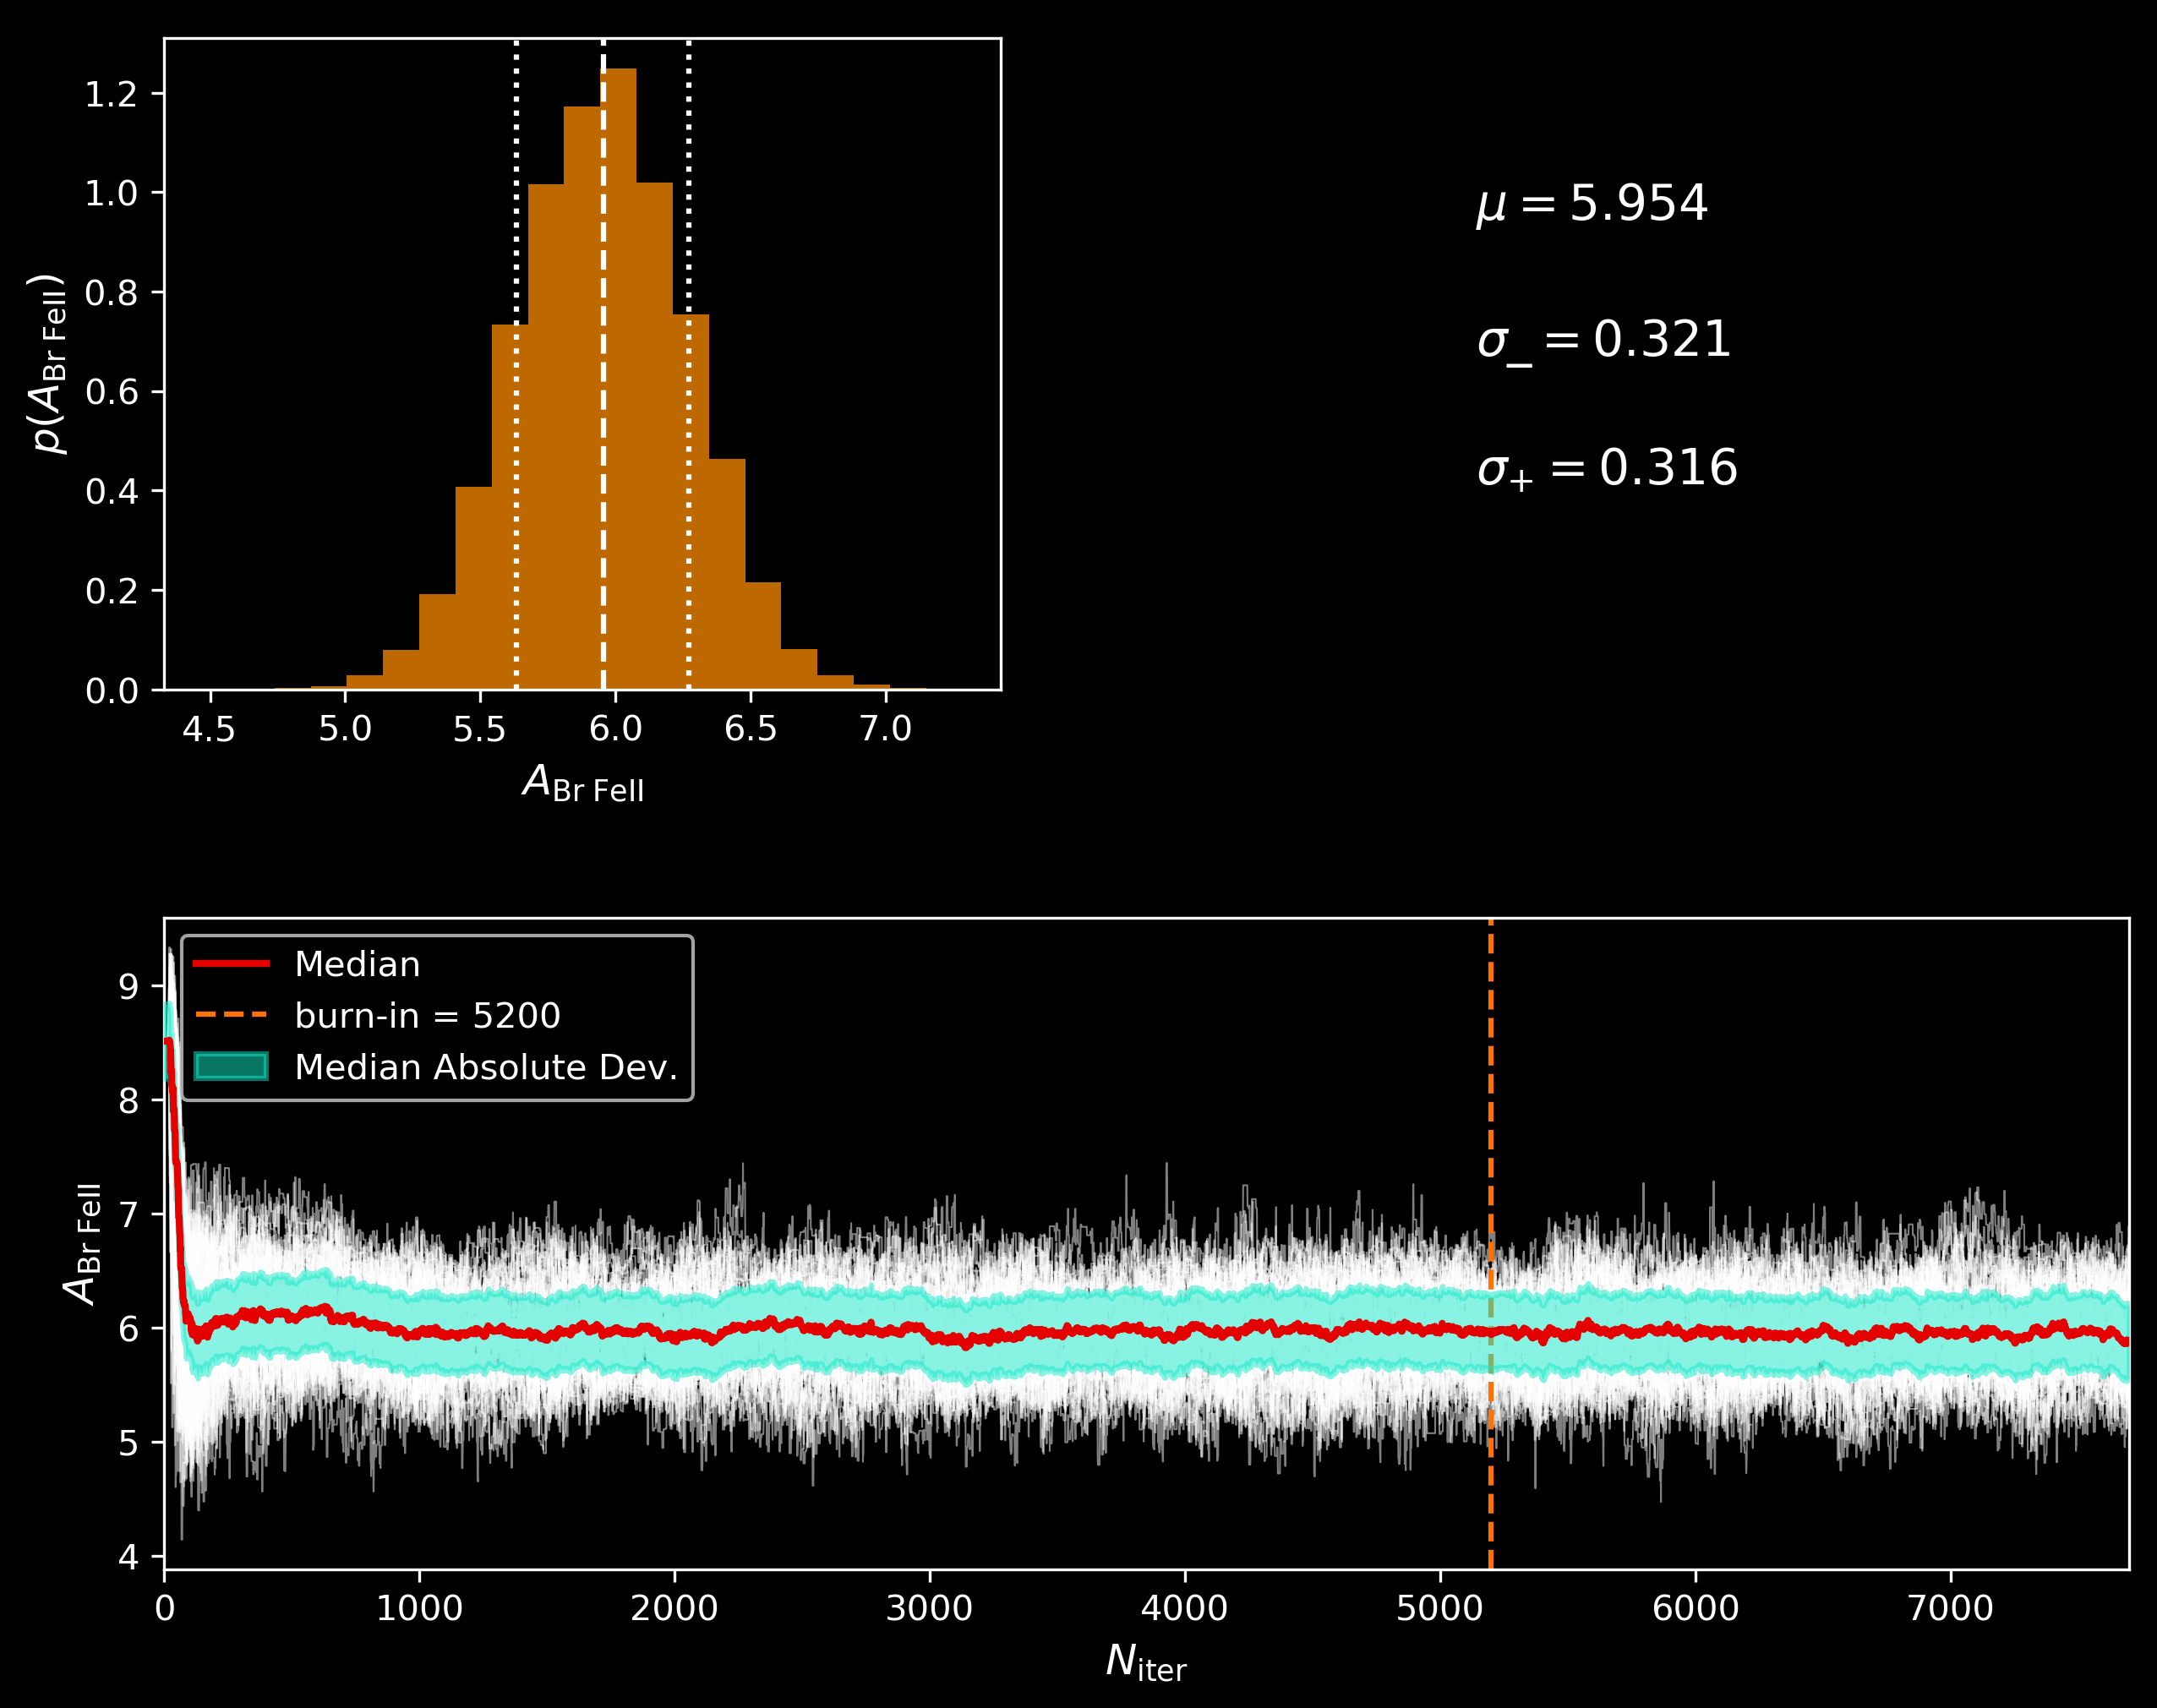 1.2
1.0
0.8
0.6
0.4
0.2
0.0
p(A_Br FeII)
4.5 5.0 5.5 6.0 6.5 7.0
A_Br FeII
μ = 5.954
σ_− = 0.321
σ_+ = 0.316
Median
burn-in = 5200
Median Absolute Dev.
9
8
7
6
5
4
A_Br FeII
0 1000 2000 3000 4000 5000 6000 7000
N_iter